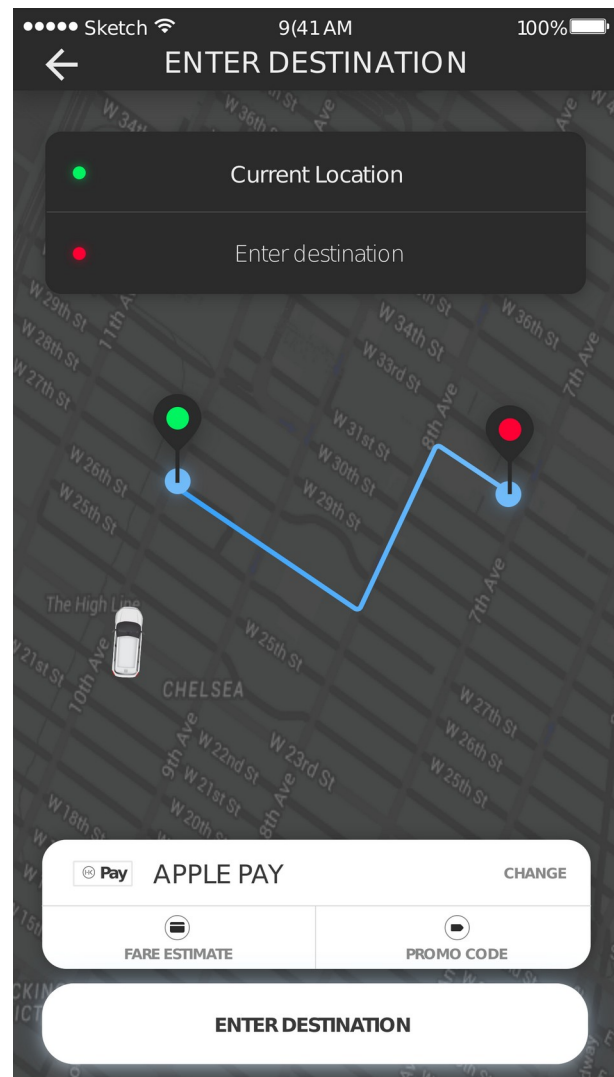 ●●●●● Sketch 9(41 AM 100%
ENTER DESTINATION
W 34th
W 36th St
Ave
Ave
Current Location
Enter destination
W 29th St
11th A
W 28th St
W 27th St
W 34th St
W 36th St
W 33rd St
7th Ave
8th Ave
W 31st St
W 26th St
W 30th St
W 25th St
W 29th St
7th Ave
The High Line
W 25th St
W 21st St
10th Ave
CHELSEA
W 27th St
9th Ave
W 22nd St
W 23rd St
W 26th St
W 21st St
W 25th St
W 18th St
W 20th
8th Ave
Pay APPLE PAY CHANGE
FARE ESTIMATE PROMO CODE
ENTER DESTINATION